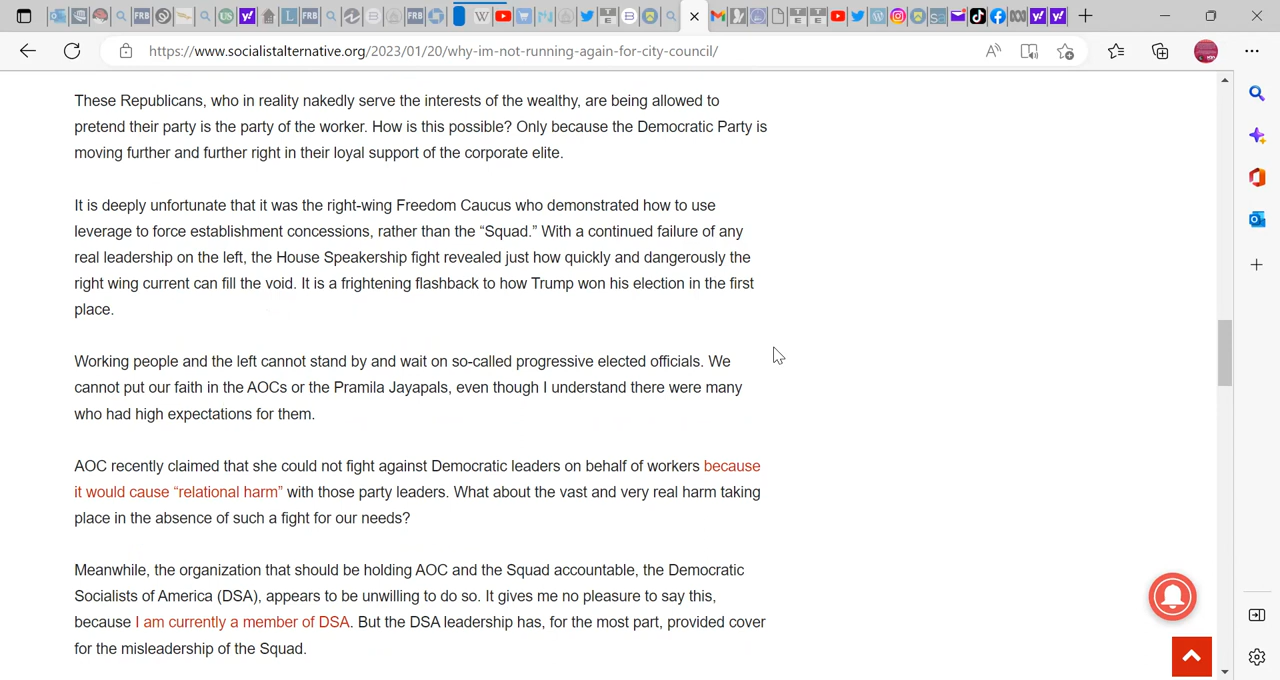 FRB
US
y!
L
FRB
FRB
W
B
T
E
T
E
T
E
y!
y!
https://www.socialistalternative.org/2023/01/20/why-im-not-running-again-for-city-council/
These Republicans, who in reality nakedly serve the interests of the wealthy, are being allowed to
pretend their party is the party of the worker. How is this possible? Only because the Democratic Party is
moving further and further right in their loyal support of the corporate elite.
It is deeply unfortunate that it was the right-wing Freedom Caucus who demonstrated how to use
leverage to force establishment concessions, rather than the “Squad.” With a continued failure of any
real leadership on the left, the House Speakership fight revealed just how quickly and dangerously the
right wing current can fill the void. It is a frightening flashback to how Trump won his election in the first
place.
Working people and the left cannot stand by and wait on so-called progressive elected officials. We
cannot put our faith in the AOCs or the Pramila Jayapals, even though I understand there were many
who had high expectations for them.
AOC recently claimed that she could not fight against Democratic leaders on behalf of workers because
it would cause “relational harm” with those party leaders. What about the vast and very real harm taking
place in the absence of such a fight for our needs?
Meanwhile, the organization that should be holding AOC and the Squad accountable, the Democratic
Socialists of America (DSA), appears to be unwilling to do so. It gives me no pleasure to say this,
because I am currently a member of DSA. But the DSA leadership has, for the most part, provided cover
for the misleadership of the Squad.